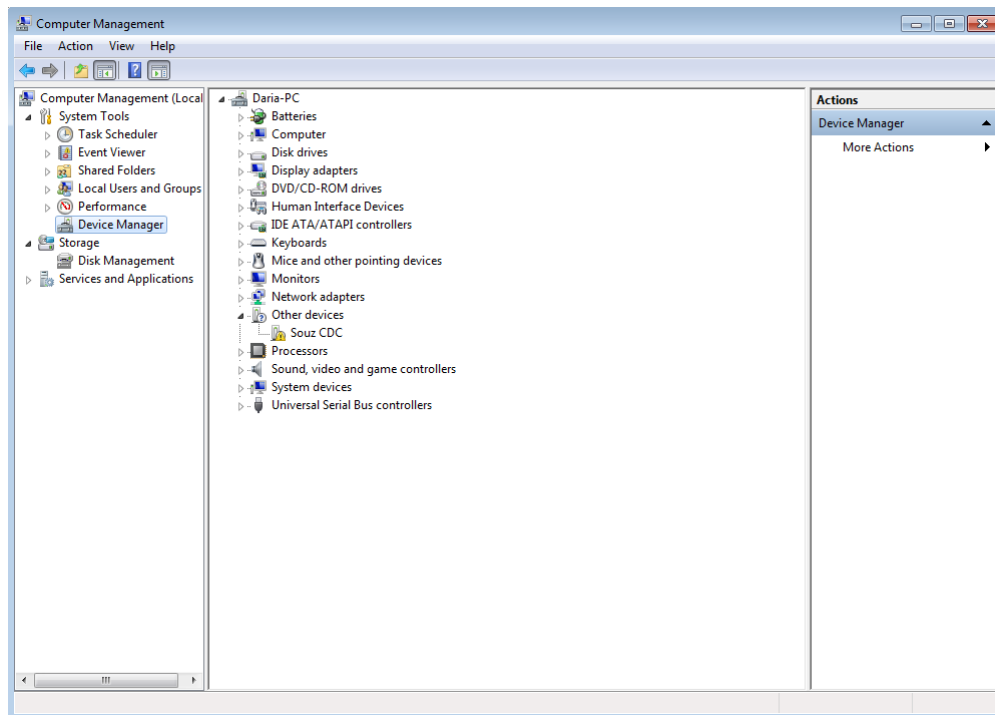 Computer Management
File Action View Help
Computer Management (Local
System Tools
Task Scheduler
Event Viewer
Shared Folders
Local Users and Groups
Performance
Device Manager
Storage
Disk Management
Services and Applications
Daria-PC
Batteries
Computer
Disk drives
Display adapters
DVD/CD-ROM drives
Human Interface Devices
IDE ATA/ATAPI controllers
Keyboards
Mice and other pointing devices
Monitors
Network adapters
Other devices
Souz CDC
Processors
Sound, video and game controllers
System devices
Universal Serial Bus controllers
Actions
Device Manager
More Actions